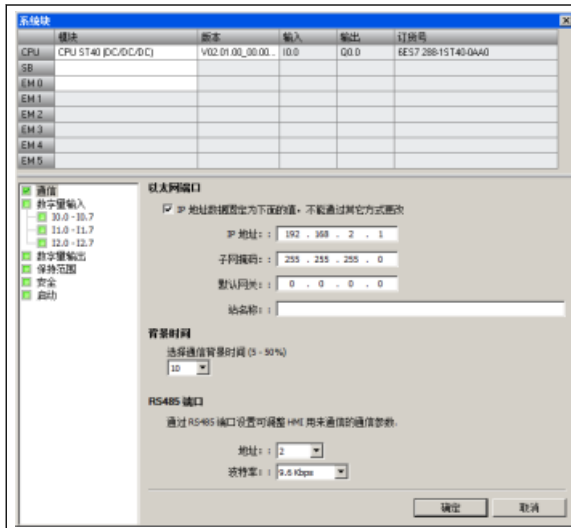 系统块
模块 版本 输入 输出 订货号
CPU CPU ST40 (DC/DC/DC) V02.01.00_00.00... I0.0 Q0.0 6ES7 288-1ST40-0AA0
SB
EM 0
EM 1
EM 2
EM 3
EM 4
EM 5
通信
数字量输入
I0.0 - I0.7
I1.0 - I1.7
I2.0 - I2.7
数字量输出
保持范围
安全
启动
以太网端口
IP 地址数据固定为下面的值，不能通过其它方式更改
IP 地址：: 192 . 168 . 2 . 1
子网掩码：: 255 . 255 . 255 . 0
默认网关：: 0 . 0 . 0 . 0
站名称：:
背景时间
选择通信背景时间 (5 - 50%)
10
RS485 端口
通过 RS485 端口设置可调整 HMI 用来通信的通信参数.
地址：: 2
波特率：: 9.6 Kbps
确定 取消